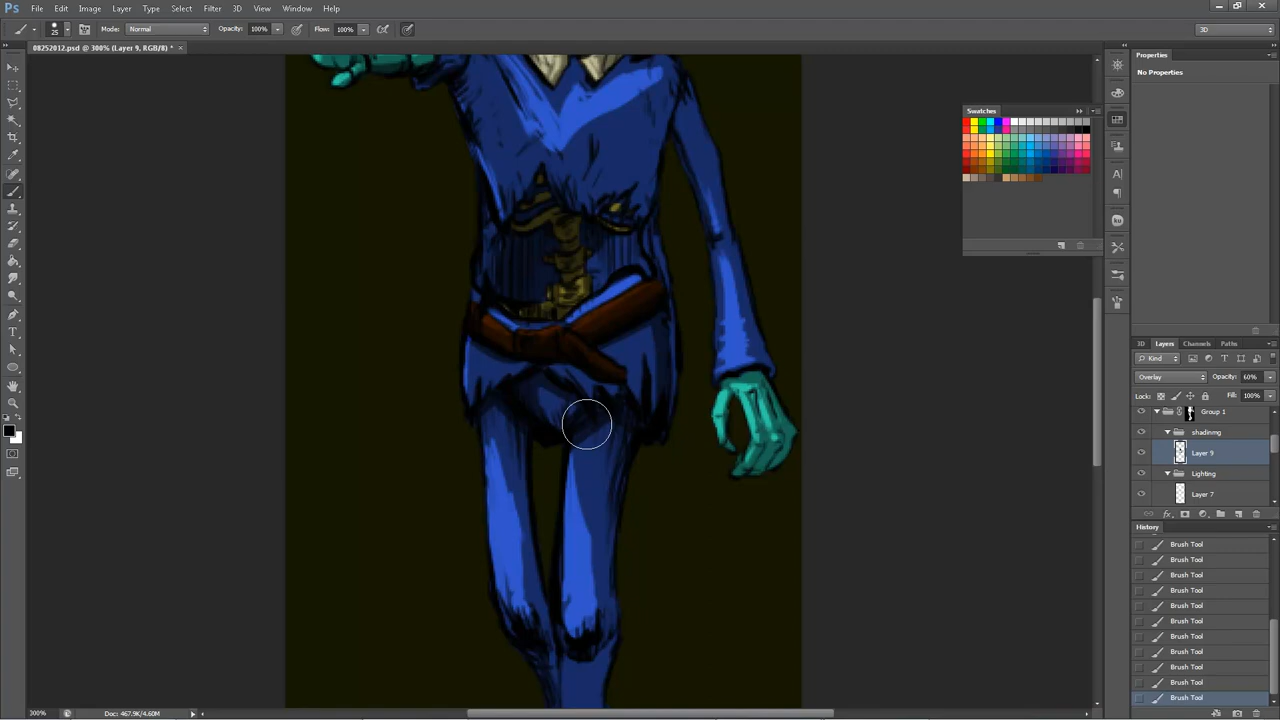 Ps File Edit Image Layer Type Select Filter 3D View Window Help
25 Mode: Normal Opacity: 100% Flow: 100% 3D
08252012.psd @ 300% (Layer 9, RGB/8) * ×
Properties
No Properties
Swatches
3D Layers Channels Paths
Kind
Overlay Opacity: 60%
Locks: Fill: 100%
Group 1
shadinmg
Layer 9
Lighting
Layer 7
History
Brush Tool
Brush Tool
Brush Tool
Brush Tool
Brush Tool
Brush Tool
Brush Tool
Brush Tool
Brush Tool
Brush Tool
Brush Tool
300% Doc: 467.9K/4.60M